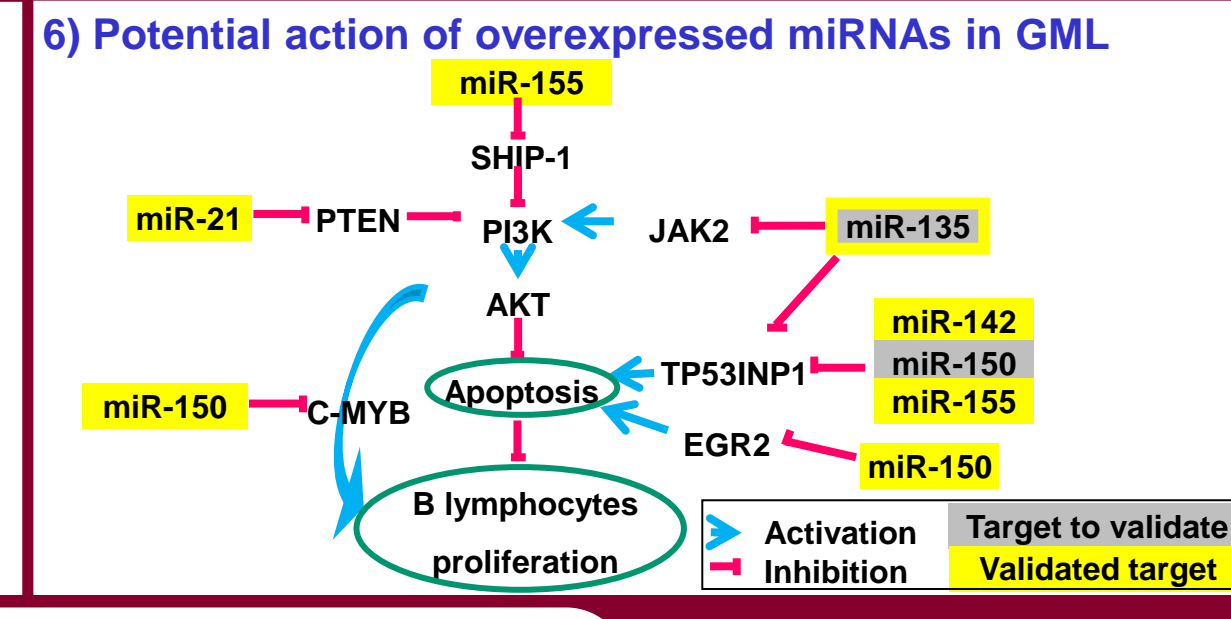 6) Potential action of overexpressed miRNAs in GML
miR-155
SHIP-1
miR-21
PTEN
PI3K
JAK2
miR-135
AKT
miR-142
miR-150
miR-155
TP53INP1
Apoptosis
miR-150
C-MYB
EGR2
miR-150
B lymphocytes
proliferation
Activation
Target to validate
Inhibition
Validated target